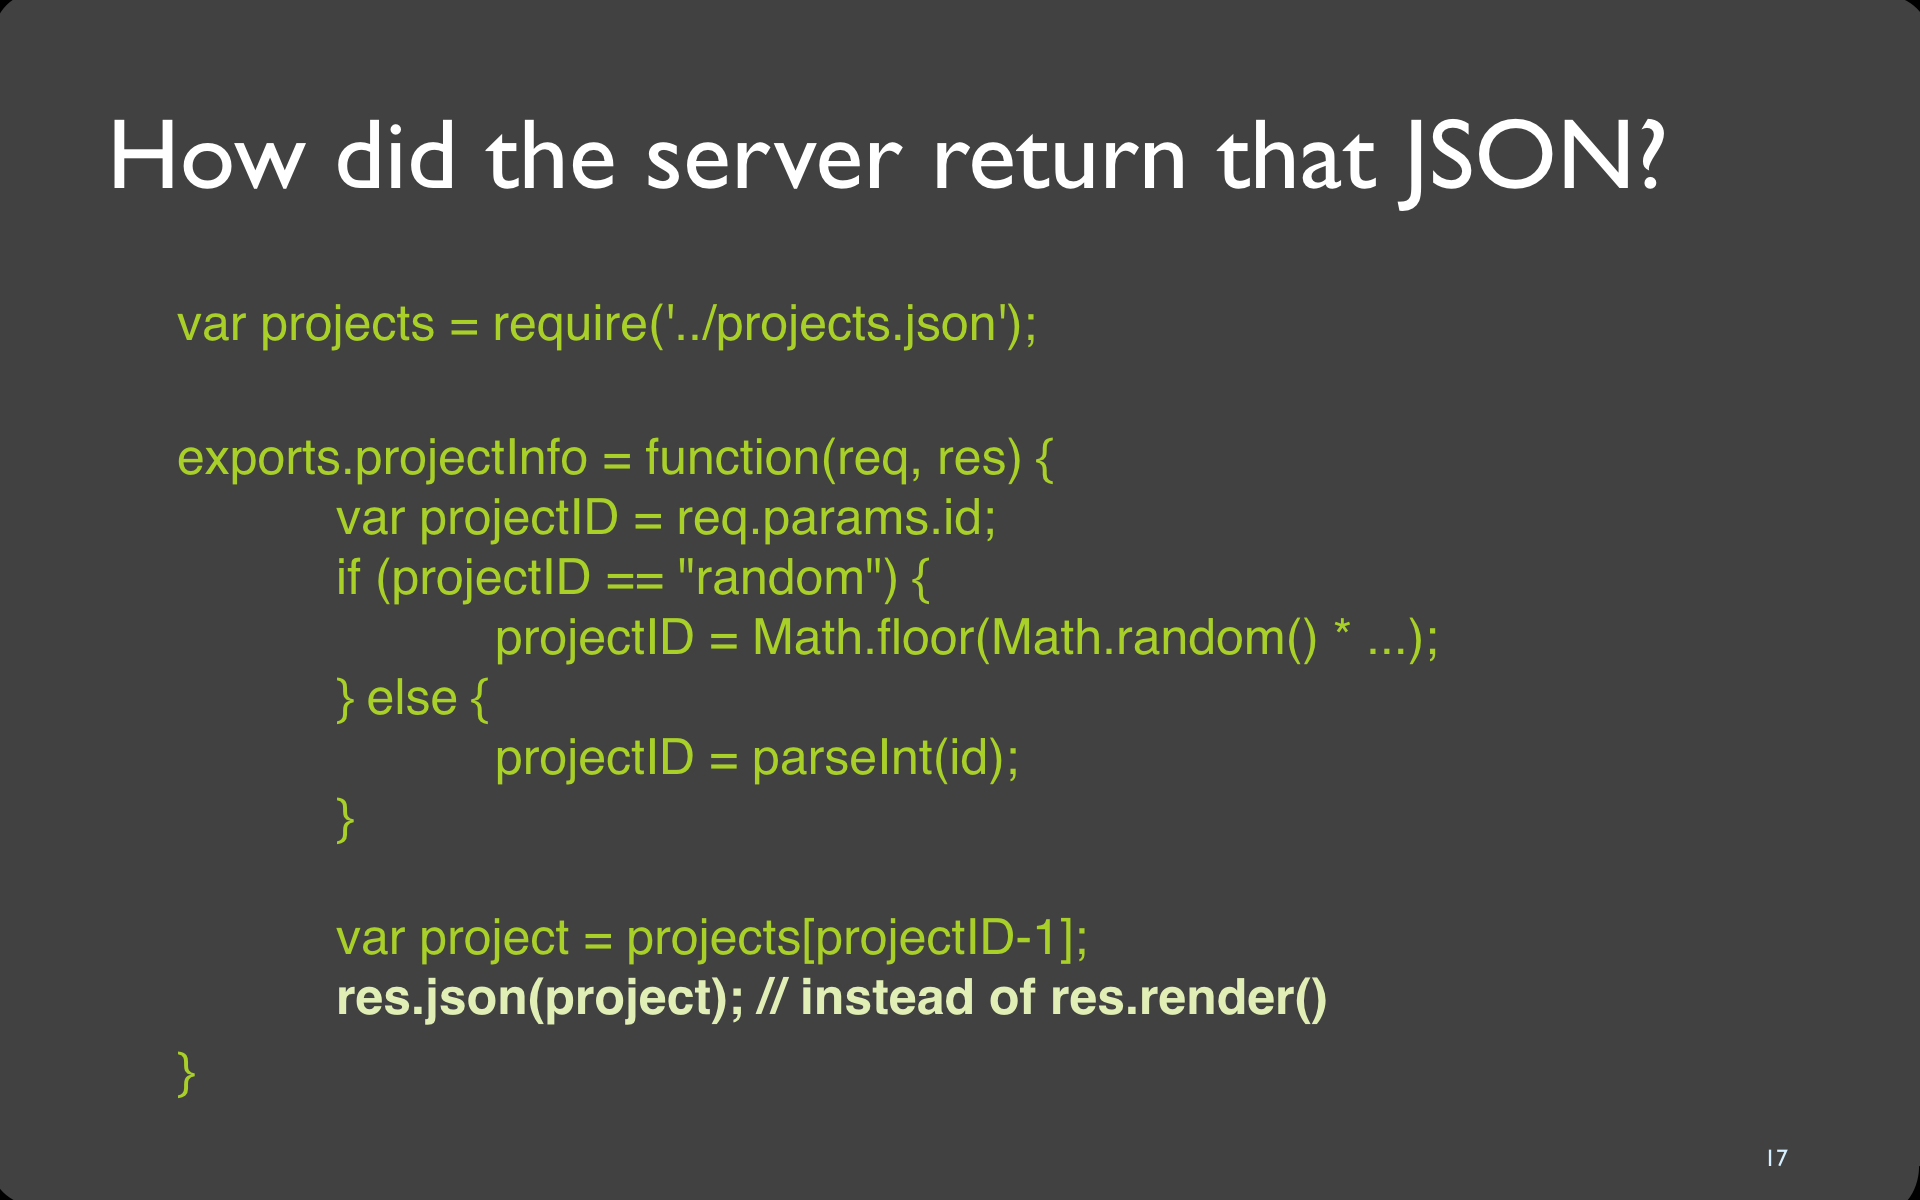 How did the server return that JSON?
var projects = require('../projects.json');
exports.projectInfo = function(req, res) {
var projectID = req.params.id;
if (projectID == "random") {
projectID = Math.floor(Math.random() * ...);
} else {
projectID = parseInt(id);
}
var project = projects[projectID-1];
res.json(project); // instead of res.render()
}
17